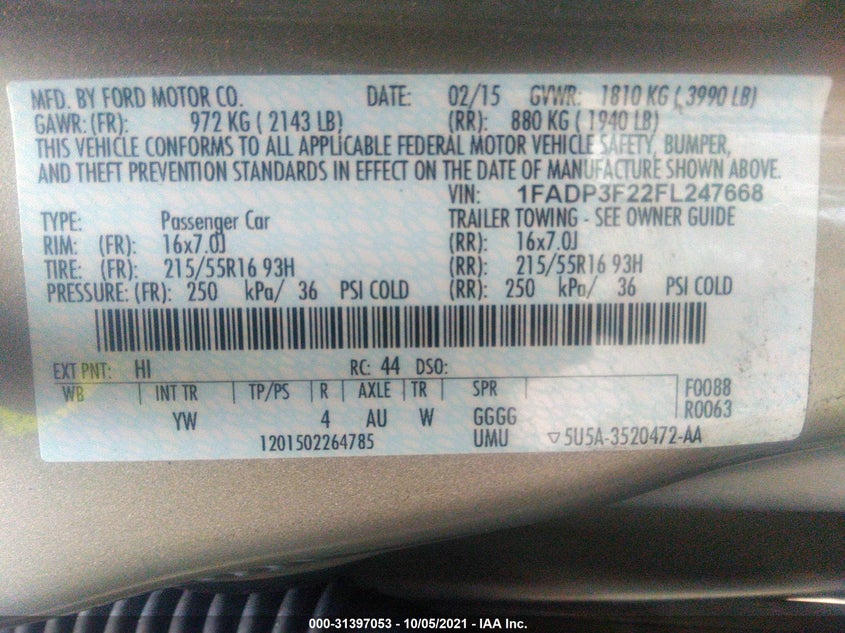 MFD. BY FORD MOTOR CO. DATE: 02/15 GVWR: 1810 KG ( 3990 LB)
GAWR: (FR): 972 KG ( 2143 LB) (RR): 880 KG ( 1940 LB)
THIS VEHICLE CONFORMS TO ALL APPLICABLE FEDERAL MOTOR VEHICLE SAFETY, BUMPER,
AND THEFT PREVENTION STANDARDS IN EFFECT ON THE DATE OF MANUFACTURE SHOWN ABOVE.
VIN: 1FADP3F22FL247668
TYPE: Passenger Car TRAILER TOWING - SEE OWNER GUIDE
RIM: (FR): 16x7.0J (RR): 16x7.0J
TIRE: (FR): 215/55R16 93H (RR): 215/55R16 93H
PRESSURE: (FR): 250 kPa/ 36 PSI COLD (RR): 250 kPa/ 36 PSI COLD
EXT PNT: HI RC: 44 DSO:
WB INT TR TP/PS R AXLE TR SPR F0088
YW 4 AU W GGGG R0063
1201502264785 UMU ▽5U5A-3520472-AA
000-31397053 - 10/05/2021 - IAA Inc.